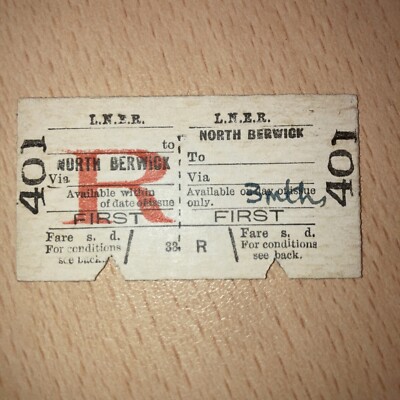 401
L.N.E.R.
to
NORTH BERWICK
Via
Available within
of date of issue
R
FIRST
Fare s. d.
For conditions
see back.
33 R
L.N.E.R.
NORTH BERWICK
To
Via
Available on day of issue
only.
FIRST
Fare s. d.
For conditions
see back.
401